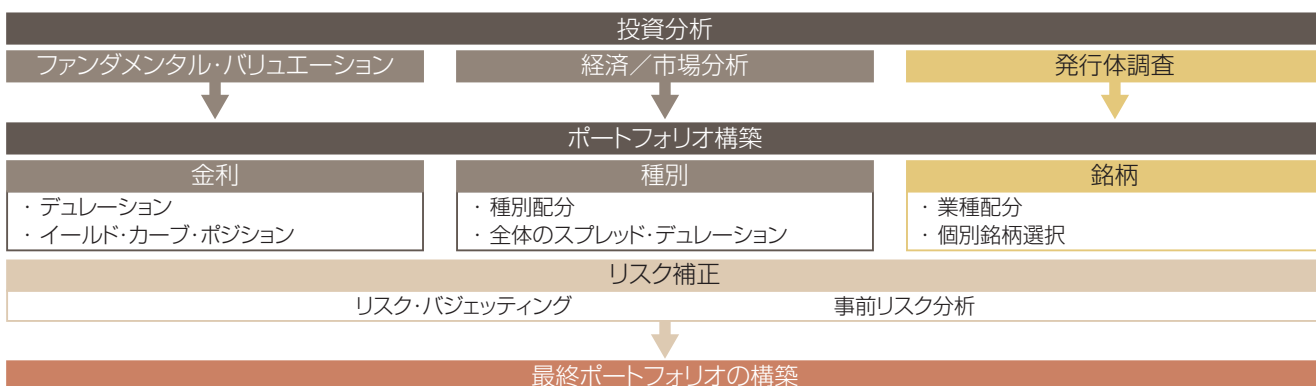 投資分析
ファンダメンタル・バリュエーション
経済／市場分析
発行体調査
ポートフォリオ構築
金利
・デュレーション
・イールド・カーブ・ポジション
種別
・種別配分
・全体のスプレッド・デュレーション
銘柄
・業種配分
・個別銘柄選択
リスク補正
リスク・バジェッティング
事前リスク分析
最終ポートフォリオの構築